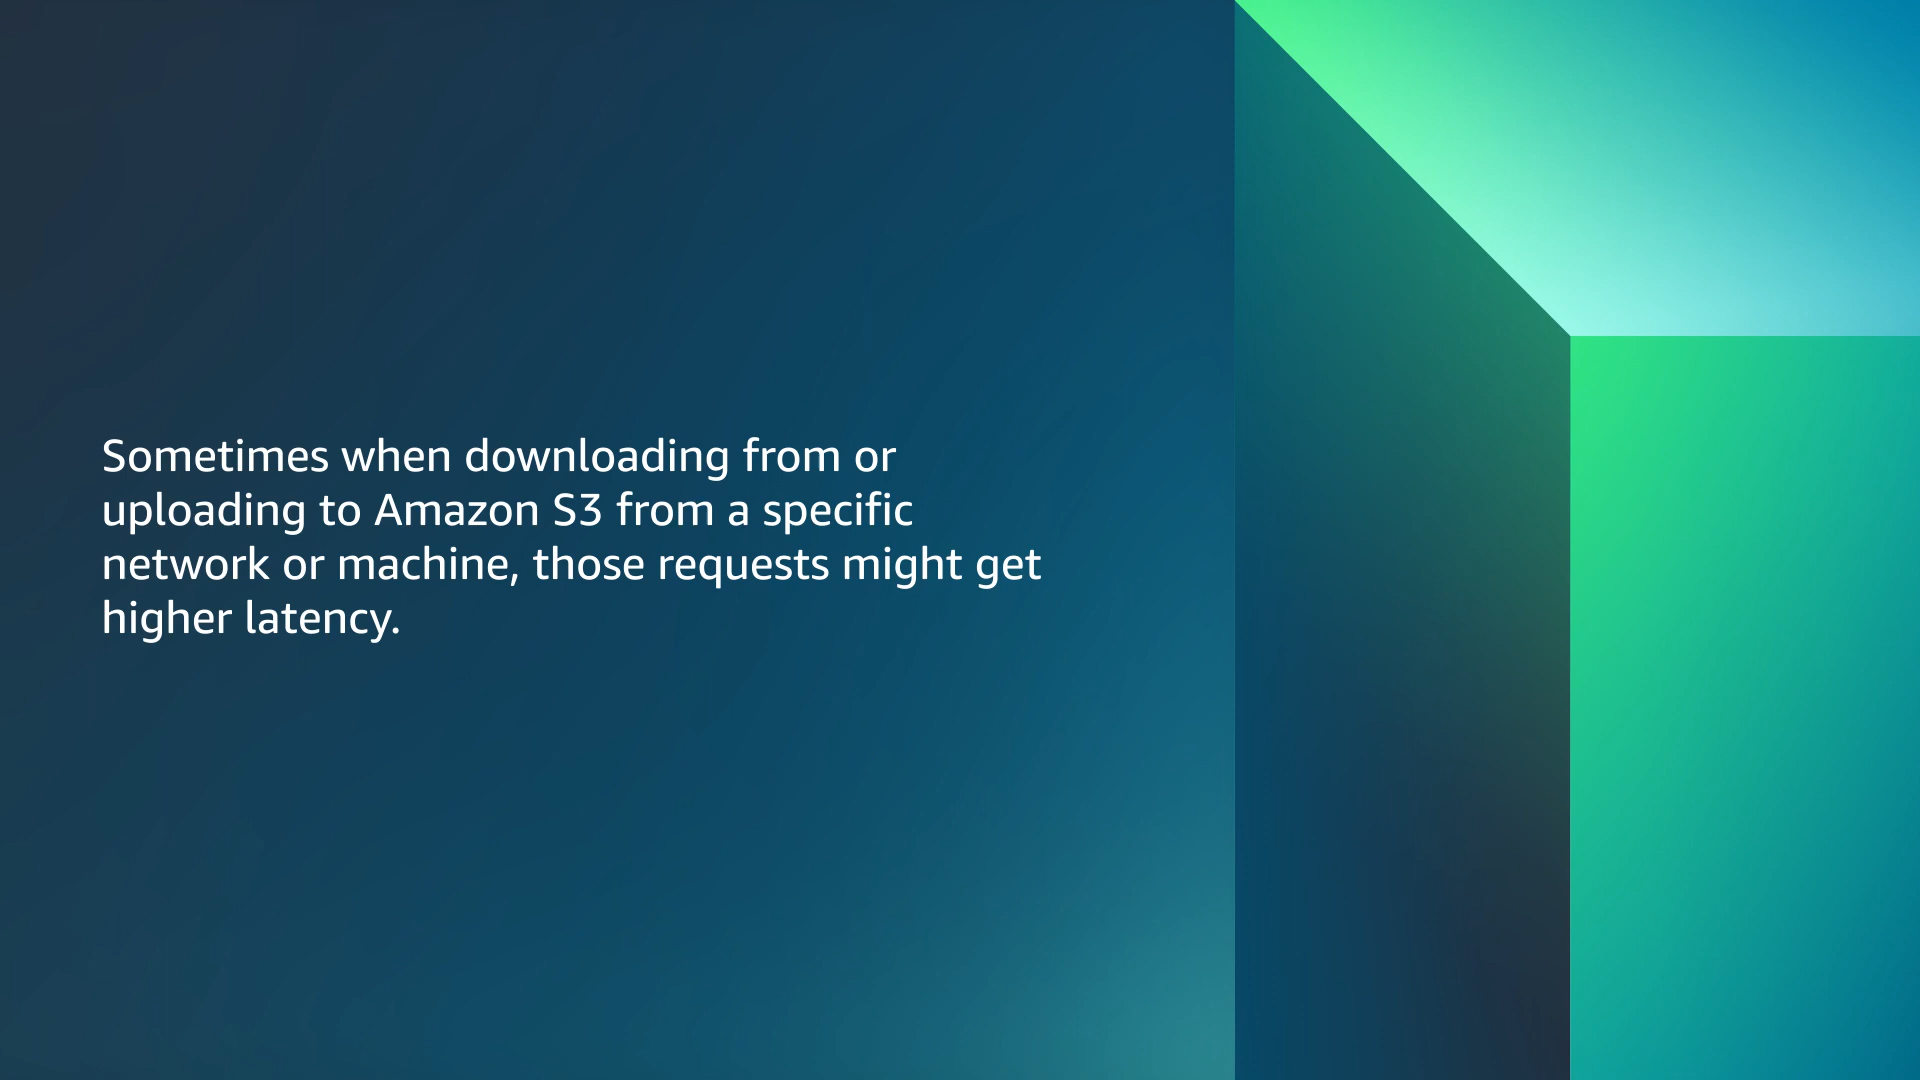 Sometimes when downloading from or
uploading to Amazon S3 from a specific
network or machine, those requests might get
higher latency.